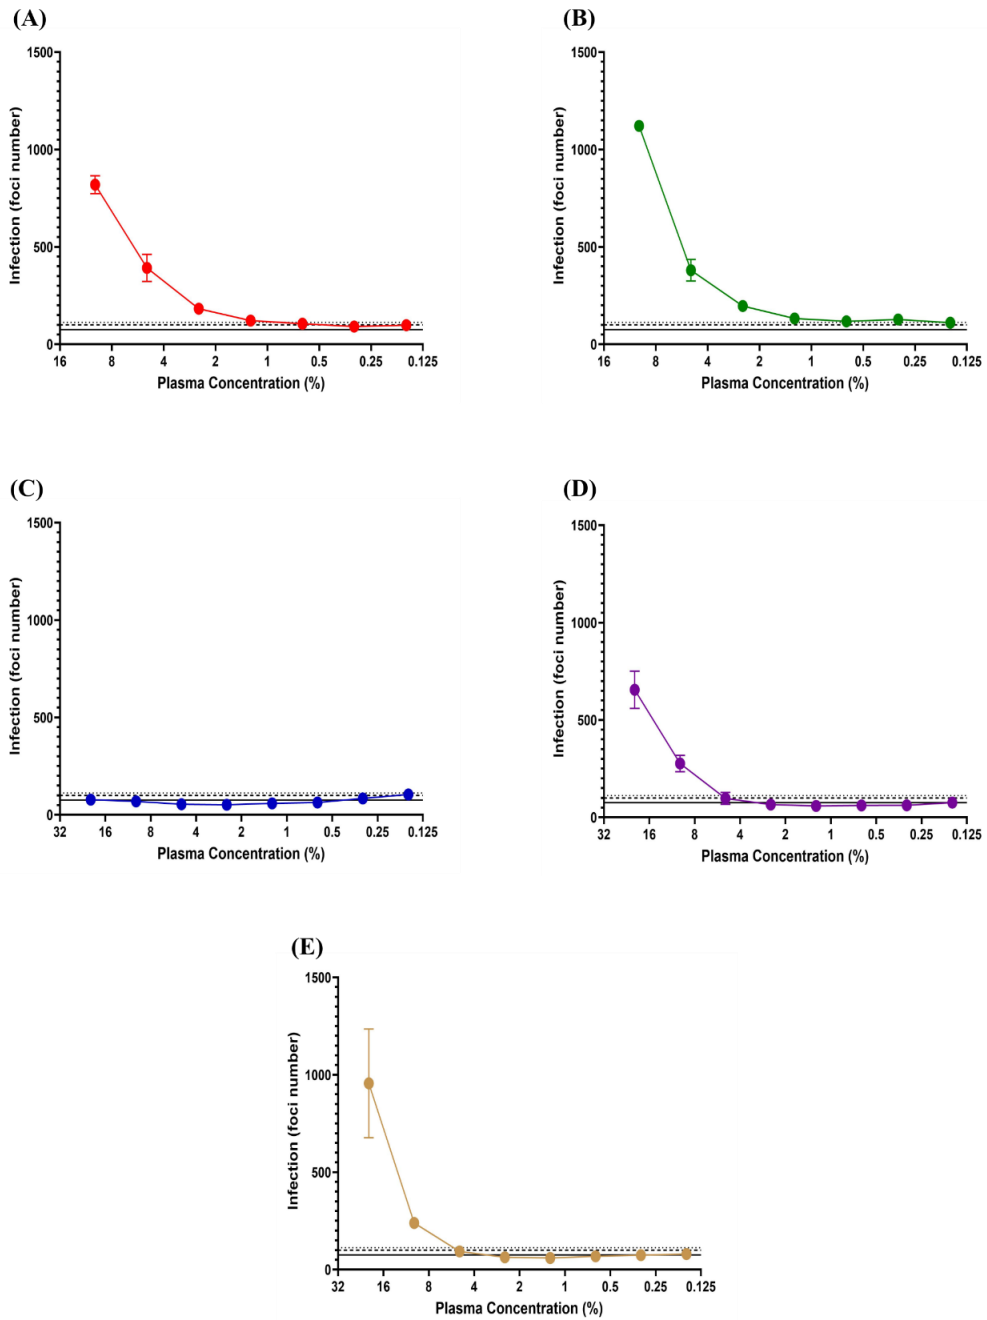 (A)
Infection (foci number)
1500
1000
500
0
16 8 4 2 1 0.5 0.25 0.125
Plasma Concentration (%)
(B)
Infection (foci number)
1500
1000
500
0
16 8 4 2 1 0.5 0.25 0.125
Plasma Concentration (%)
(C)
Infection (foci number)
1500
1000
500
0
32 16 8 4 2 1 0.5 0.25 0.125
Plasma Concentration (%)
(D)
Infection (foci number)
1500
1000
500
0
32 16 8 4 2 1 0.5 0.25 0.125
Plasma Concentration (%)
(E)
Infection (foci number)
1500
1000
500
0
32 16 8 4 2 1 0.5 0.25 0.125
Plasma Concentration (%)